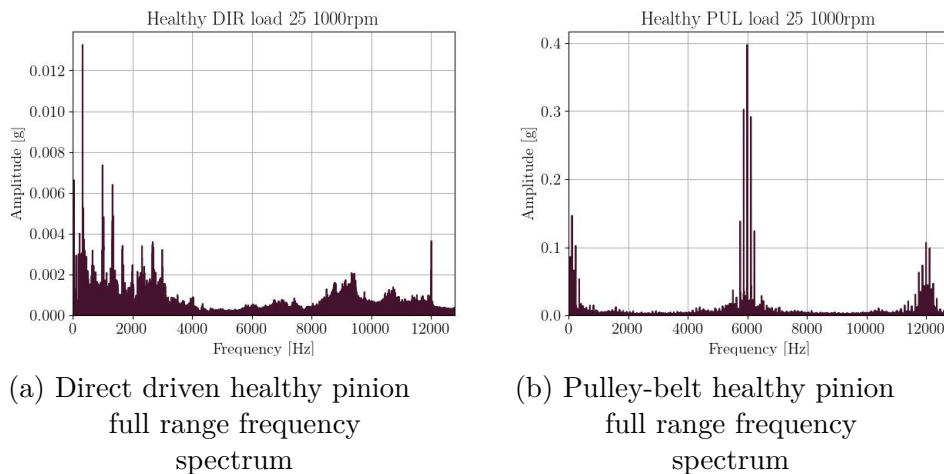 Healthy DIR load 25 1000rpm
0.012
0.010
0.008
0.006
0.004
0.002
0.000
Amplitude [g]
0 2000 4000 6000 8000 10000 12000
Frequency [Hz]
Healthy PUL load 25 1000rpm
0.4
0.3
0.2
0.1
0.0
Amplitude [g]
0 2000 4000 6000 8000 10000 12000
Frequency [Hz]
(a) Direct driven healthy pinion
full range frequency
spectrum
(b) Pulley-belt healthy pinion
full range frequency
spectrum